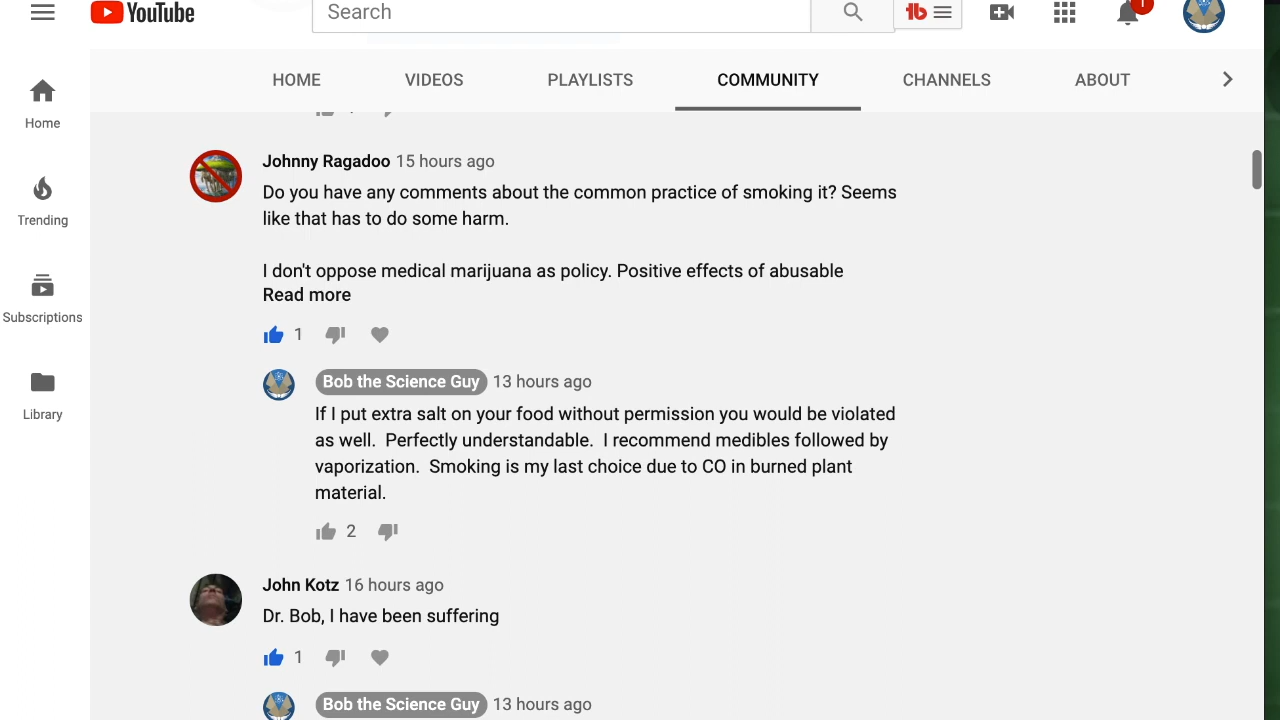 YouTube
Search
1
HOME
VIDEOS
PLAYLISTS
COMMUNITY
CHANNELS
ABOUT
Home
Trending
Subscriptions
Library
Johnny Ragadoo 15 hours ago
Do you have any comments about the common practice of smoking it? Seems
like that has to do some harm.
I don't oppose medical marijuana as policy. Positive effects of abusable
Read more
1
Bob the Science Guy 13 hours ago
If I put extra salt on your food without permission you would be violated
as well.  Perfectly understandable.  I recommend medibles followed by
vaporization.  Smoking is my last choice due to CO in burned plant
material.
2
John Kotz 16 hours ago
Dr. Bob, I have been suffering
1
Bob the Science Guy 13 hours ago